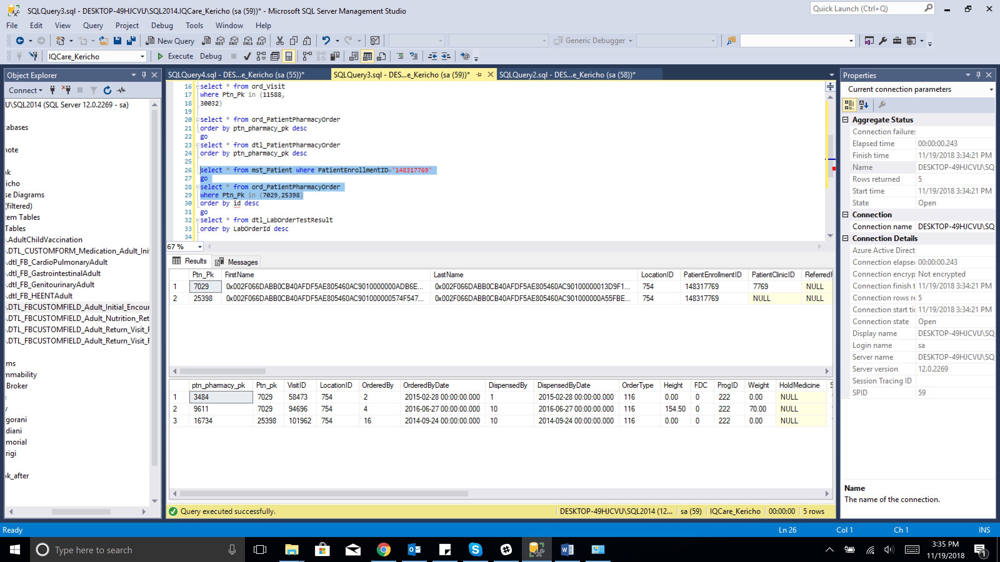 SQLQuery3.sql - DESKTOP-49HJCVU\SQL2014.IQCare_Kericho (sa (59))* - Microsoft SQL Server Management Studio
Quick Launch (Ctrl+Q)
File Edit View Query Project Debug Tools Window Help
New Query MDX DMX XMLA DAX Generic Debugger
IQCare_Kericho Execute Debug
Object Explorer
Connect
U\SQL2014 (SQL Server 12.0.2269 - sa)
tabases
note
ok
icho
se Diagrams
(filtered)
tem Tables
Tables
.AdultChildVaccination
.DTL_CUSTOMFORM_Medication_Adult_Ini
.dtl_FB_CardioPulmonaryAdult
.dtl_FB_GastrointestinalAdult
.dtl_FB_GenitourinaryAdult
.dtl_FB_HEENTAdult
.DTL_FBCUSTOMFIELD_Adult_Initial_Encour
.DTL_FBCUSTOMFIELD_Adult_Nutrition_Ret
.DTL_FBCUSTOMFIELD_Adult_Return_Visit_F
.DTL_FBCUSTOMFIELD_Adult_Return_Visit_F
ms
mmability
Broker
y
gorani
diani
morial
rigi
ok_after
SQLQuery4.sql - DES...e_Kericho (sa (55))* SQLQuery3.sql - DES...e_Kericho (sa (59))* SQLQuery2.sql - DES...e_Kericho (sa (58))*
16 select * from ord_Visit
17 where Ptn_Pk in (11588,
18 30032)
19
20 select * from ord_PatientPharmacyOrder
21 order by ptn_pharmacy_pk desc
22 go
23 select * from dtl_PatientPharmacyOrder
24 order by ptn_pharmacy_pk desc
25
26 select * from mst_Patient where PatientEnrollmentID='148317769'
27 go
28 select * from ord_PatientPharmacyOrder
29 where Ptn_Pk in (7029,25398)
30 order by id desc
31 go
32 select * from dtl_LabOrderTestResult
33 order by LabOrderId desc
34
67 %
Results Messages
Ptn_Pk FirstName LastName LocationID PatientEnrollmentID PatientClinicID ReferredF
1 7029 0x002F066DABB0CB40AFDF5AE805460AC9010000000ADB6E... 0x002F066DABB0CB40AFDF5AE805460AC90100000013D9F1... 754 148317769 7769 NULL
2 25398 0x002F066DABB0CB40AFDF5AE805460AC901000000574F547... 0x002F066DABB0CB40AFDF5AE805460AC901000000A55FBE... 754 148317769 NULL NULL
ptn_pharmacy_pk Ptn_pk VisitID LocationID OrderedBy OrderedByDate DispensedBy DispensedByDate OrderType Height FDC ProgID Weight HoldMedicine S
1 3484 7029 58473 754 2 2015-02-28 00:00:00.000 1 2015-02-28 00:00:00.000 116 0.00 0 222 0.00 NULL
2 9611 7029 94696 754 4 2016-06-27 00:00:00.000 10 2016-06-27 00:00:00.000 116 154.50 0 222 70.00 NULL
3 16734 25398 101962 754 16 2014-09-24 00:00:00.000 10 2014-09-24 00:00:00.000 116 0.00 0 222 0.00 NULL
Query executed successfully. DESKTOP-49HJCVU\SQL2014 (12... sa (59) IQCare_Kericho 00:00:00 5 rows
Properties
Current connection parameters
Aggregate Status
Connection failures
Elapsed time 00:00:00.243
Finish time 11/19/2018 3:34:21 PM
Name DESKTOP-49HJCVU\SQ
Rows returned 5
Start time 11/19/2018 3:34:21 PM
State Open
Connection
Connection name DESKTOP-49HJCVU\SQ
Connection Details
Azure Active Direct
Connection elapse 00:00:00.243
Connection encryp Not encrypted
Connection finish t 11/19/2018 3:34:21 PM
Connection rows re 5
Connection start ti 11/19/2018 3:34:21 PM
Connection state Open
Display name DESKTOP-49HJCVU\SQ
Login name sa
Server name DESKTOP-49HJCVU\SQ
Server version 12.0.2269
Session Tracing ID
SPID 59
Name
The name of the connection.
Ready Ln 26 Col 1 Ch 1 INS
Type here to search
3:35 PM
11/19/2018
1